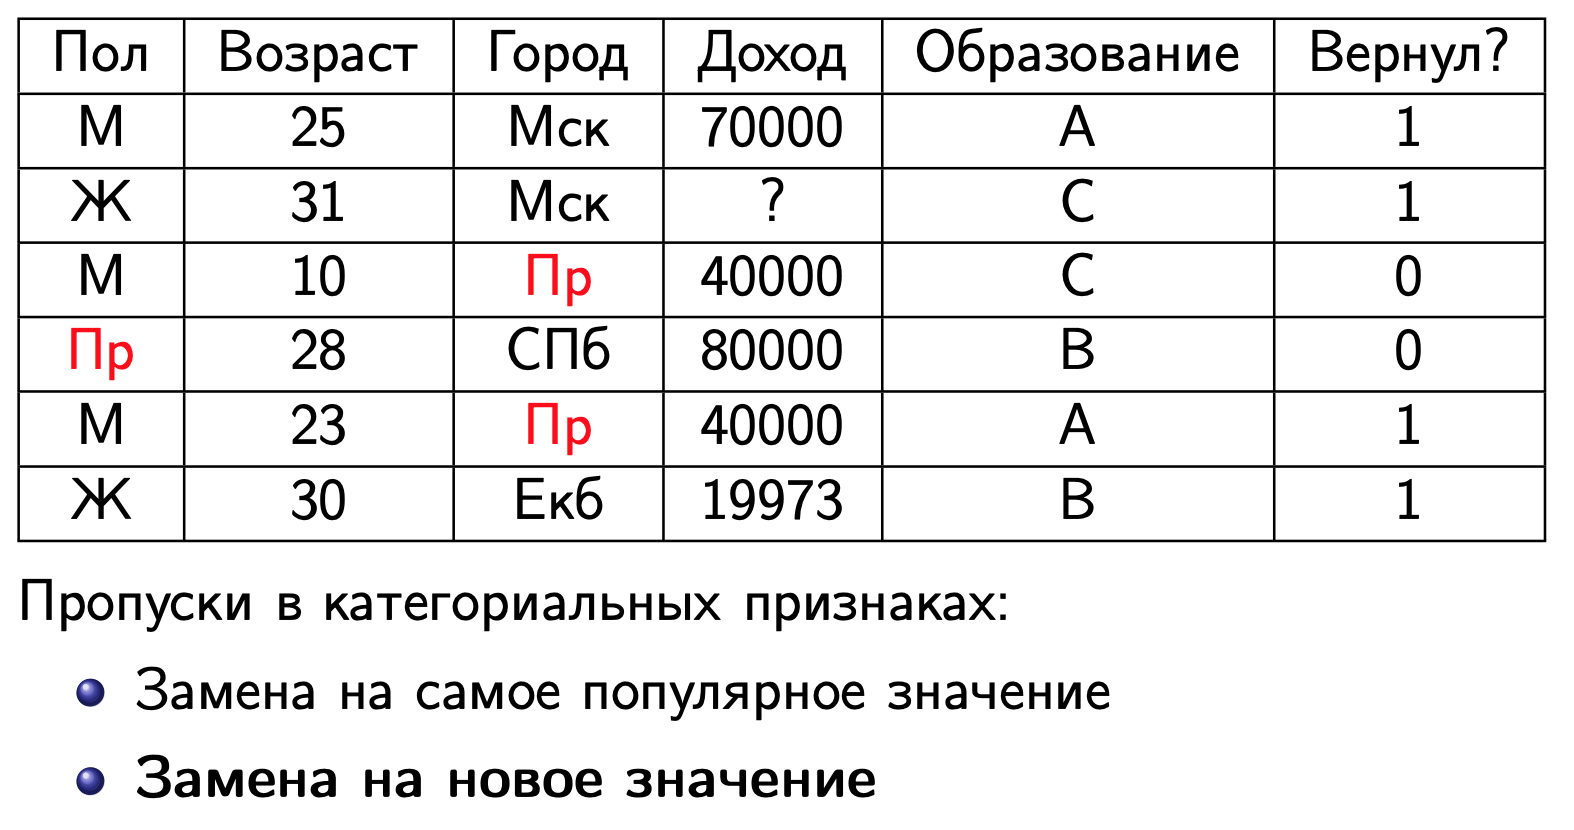 Пол Возраст Город Доход Образование Вернул?
М 25 Мск 70000 A 1
Ж 31 Мск ? C 1
М 10 Пр 40000 C 0
Пр 28 СПб 80000 B 0
М 23 Пр 40000 A 1
Ж 30 Екб 19973 B 1
Пропуски в категориальных признаках:
Замена на самое популярное значение
Замена на новое значение